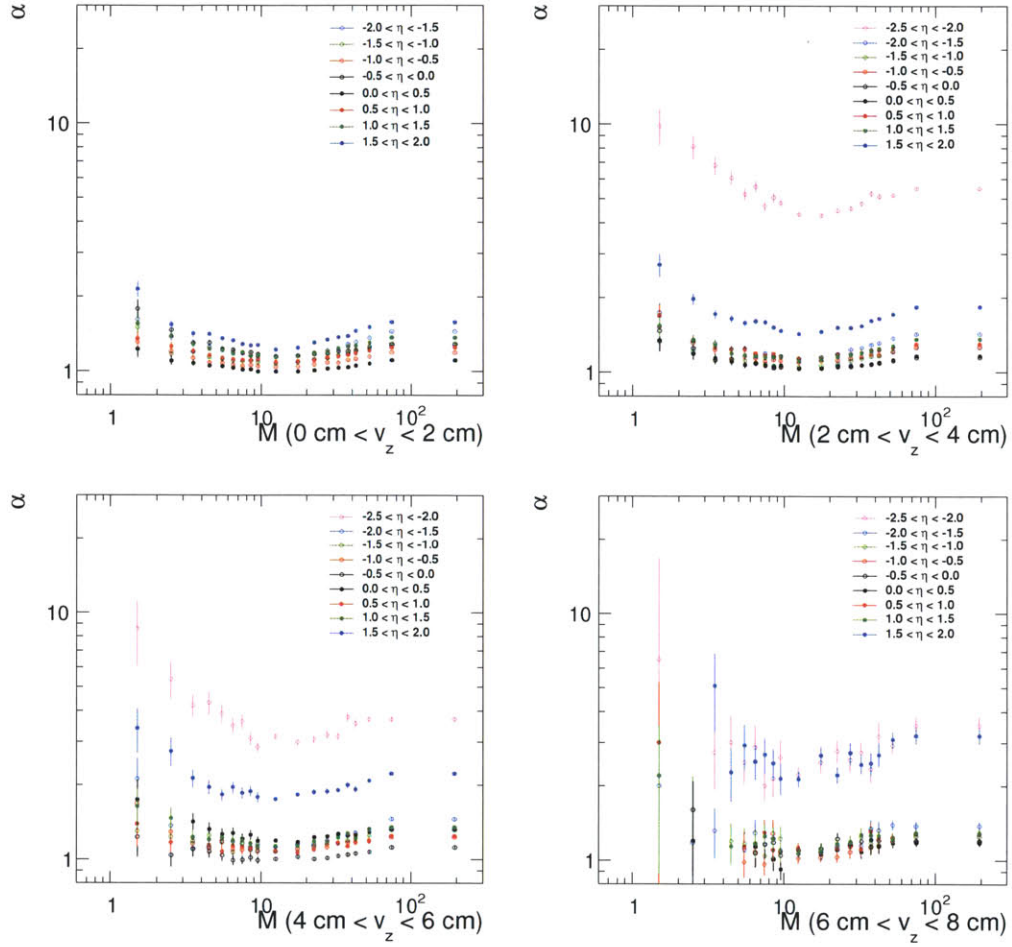 α
10
1
-2.0 < η < -1.5
-1.5 < η < -1.0
-1.0 < η < -0.5
-0.5 < η < 0.0
0.0 < η < 0.5
0.5 < η < 1.0
1.0 < η < 1.5
1.5 < η < 2.0
1 10 10²
M (0 cm < v_z < 2 cm)
α
10
1
-2.5 < η < -2.0
-2.0 < η < -1.5
-1.5 < η < -1.0
-1.0 < η < -0.5
-0.5 < η < 0.0
0.0 < η < 0.5
0.5 < η < 1.0
1.0 < η < 1.5
1.5 < η < 2.0
1 10 10²
M (2 cm < v_z < 4 cm)
α
10
1
-2.5 < η < -2.0
-2.0 < η < -1.5
-1.5 < η < -1.0
-1.0 < η < -0.5
-0.5 < η < 0.0
0.0 < η < 0.5
0.5 < η < 1.0
1.0 < η < 1.5
1.5 < η < 2.0
1 10 10²
M (4 cm < v_z < 6 cm)
α
10
1
-2.5 < η < -2.0
-2.0 < η < -1.5
-1.5 < η < -1.0
-1.0 < η < -0.5
-0.5 < η < 0.0
0.0 < η < 0.5
0.5 < η < 1.0
1.0 < η < 1.5
1.5 < η < 2.0
1 10 10²
M (6 cm < v_z < 8 cm)